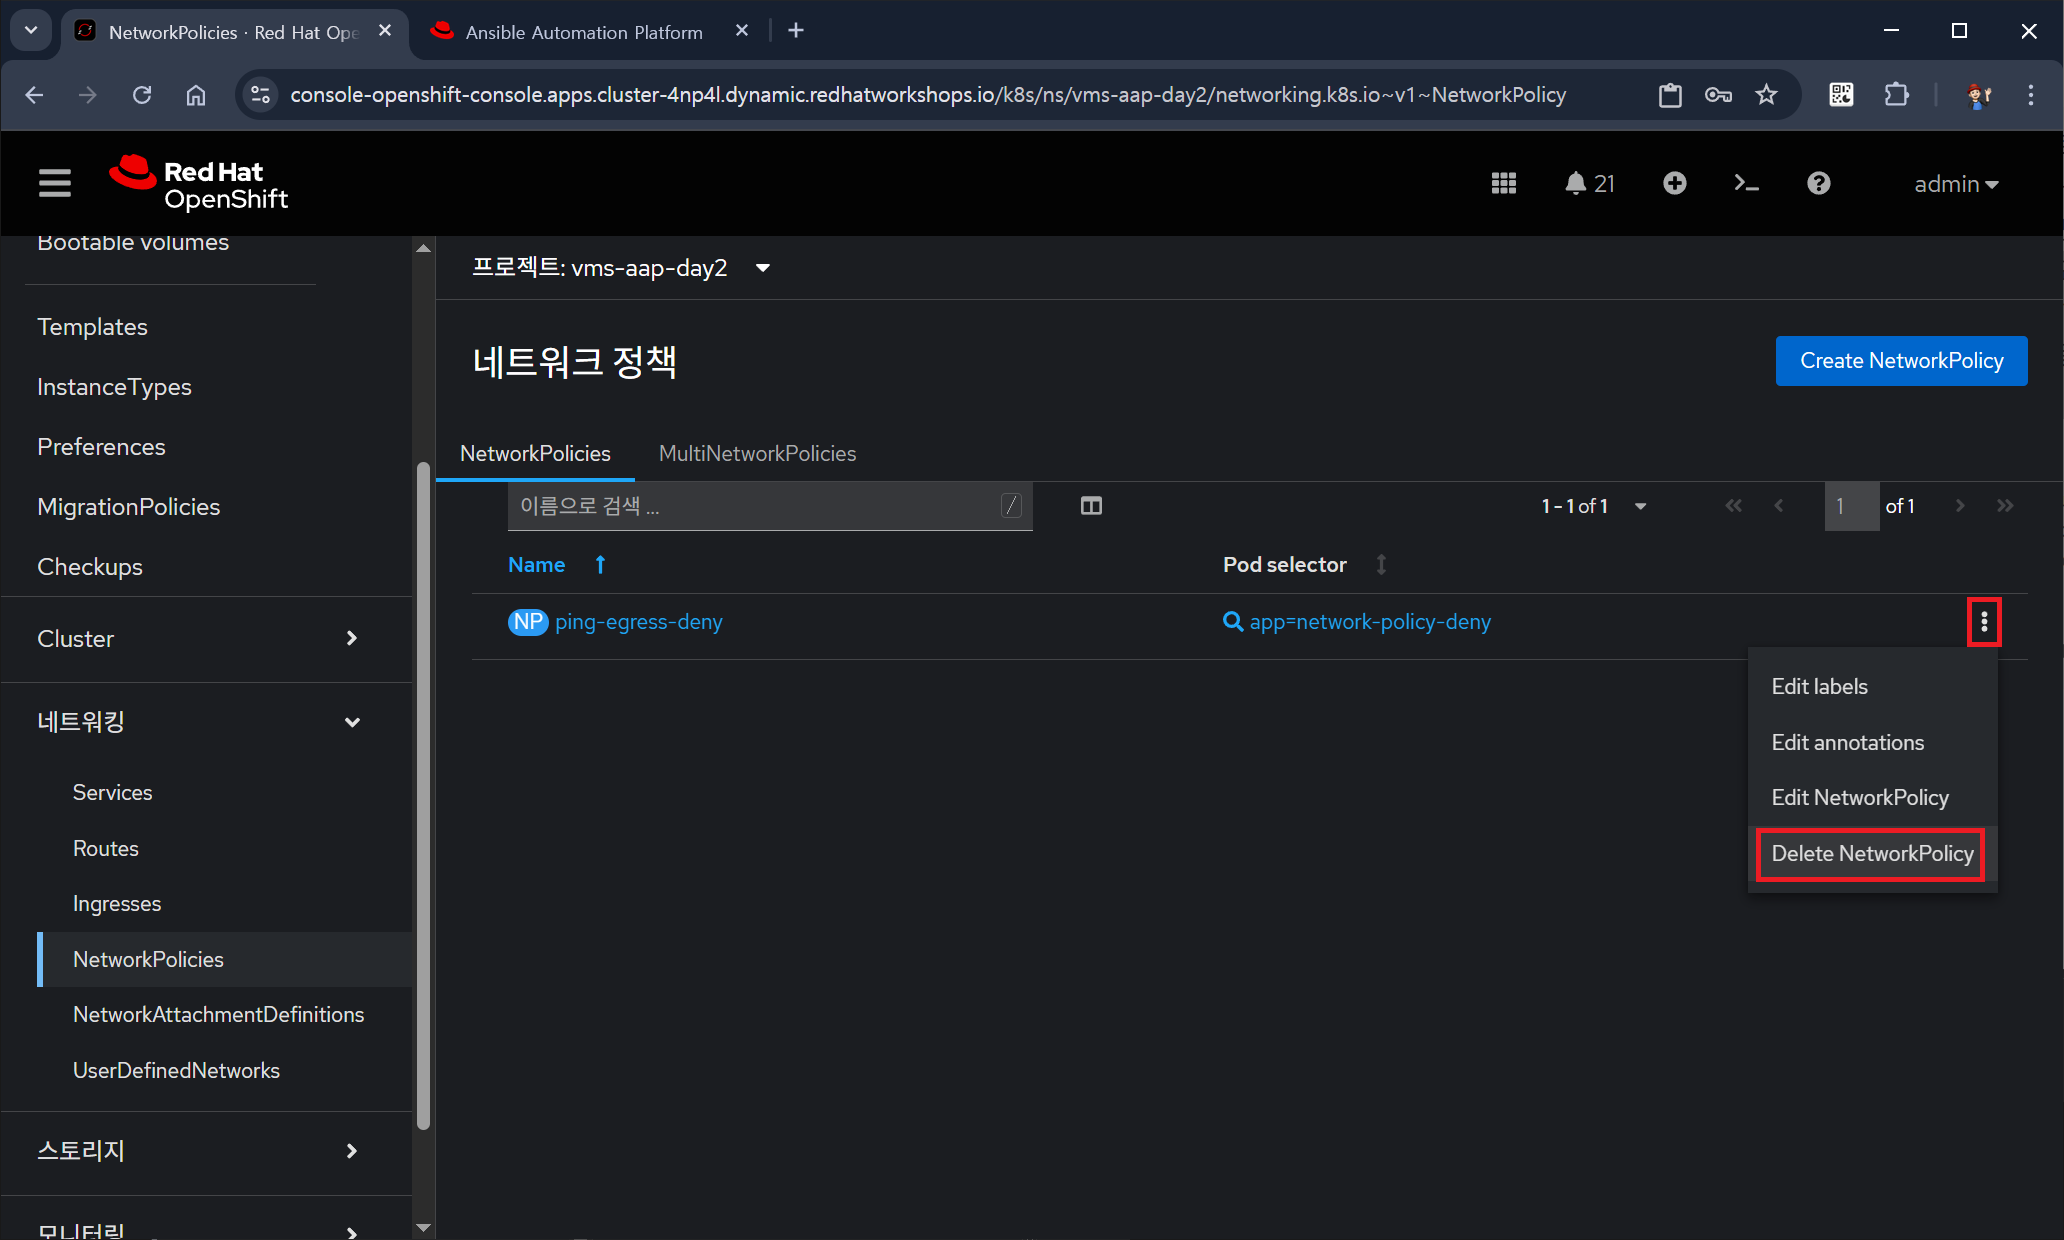 NetworkPolicies · Red Hat Ope
Ansible Automation Platform
console-openshift-console.apps.cluster-4np4l.dynamic.redhatworkshops.io/k8s/ns/vms-aap-day2/networking.k8s.io~v1~NetworkPolicy
Red Hat
OpenShift
21
admin
Bootable volumes
Templates
InstanceTypes
Preferences
MigrationPolicies
Checkups
Cluster
네트워킹
Services
Routes
Ingresses
NetworkPolicies
NetworkAttachmentDefinitions
UserDefinedNetworks
스토리지
모니터링
프로젝트: vms-aap-day2
네트워크 정책
Create NetworkPolicy
NetworkPolicies
MultiNetworkPolicies
이름으로 검색 ...
/
1 - 1 of 1
1
of 1
Name
Pod selector
NP ping-egress-deny
app=network-policy-deny
Edit labels
Edit annotations
Edit NetworkPolicy
Delete NetworkPolicy